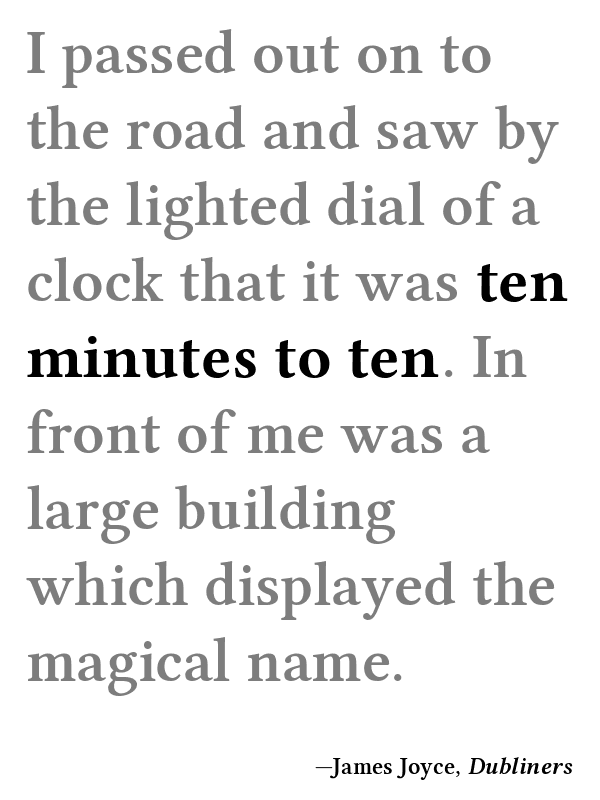 I passed out on to
the road and saw by
the lighted dial of a
clock that it was ten
minutes to ten. In
front of me was a
large building
which displayed the
magical name.
—James Joyce, Dubliners